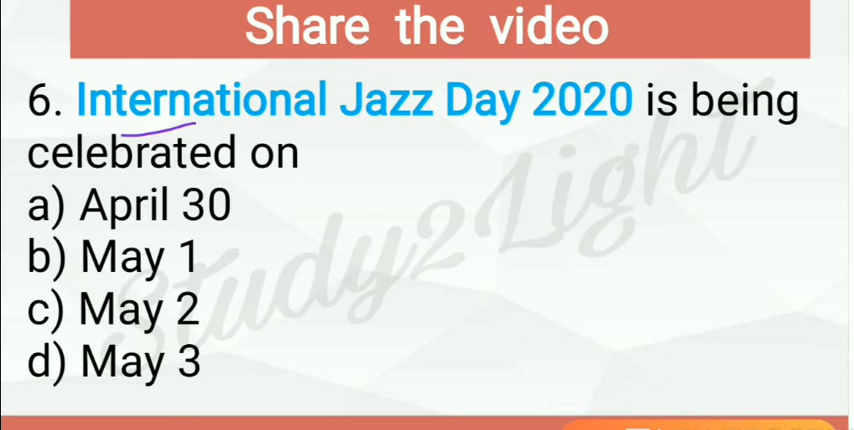 Share the video
6. International Jazz Day 2020 is being
celebrated on
a) April 30
b) May 1
c) May 2
d) May 3
Study2Light